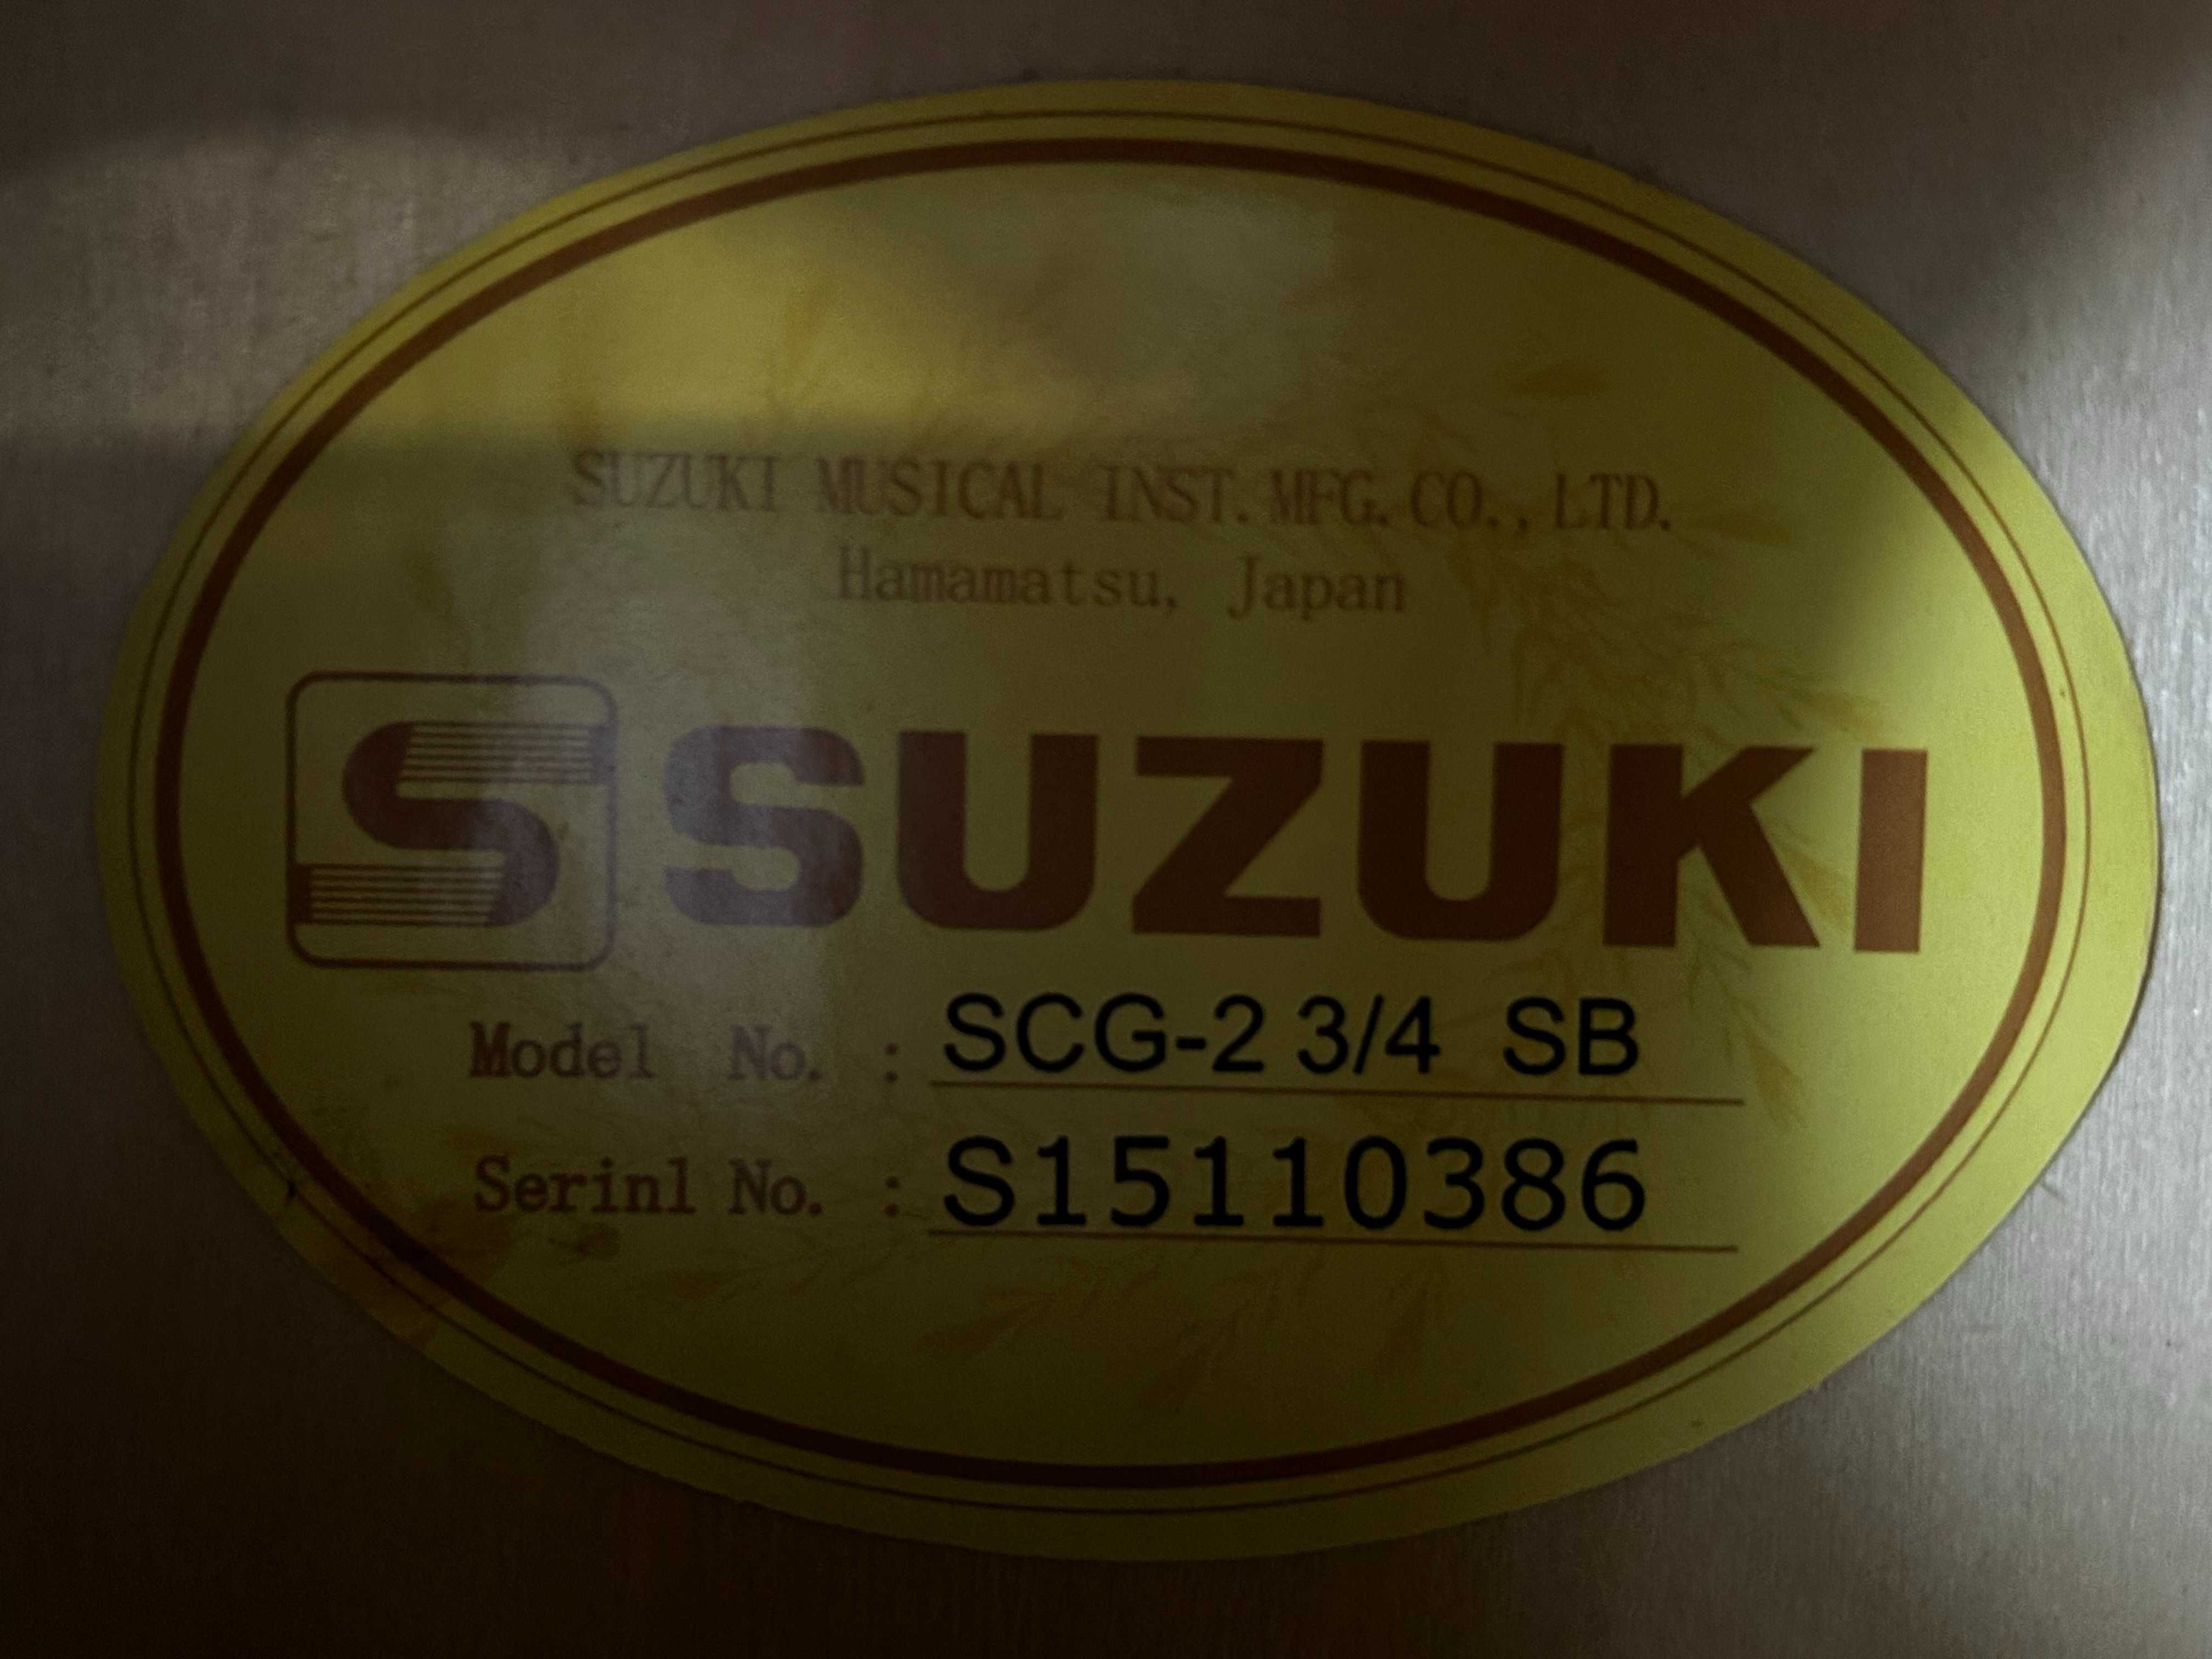 SUZUKI MUSICAL INST.MFG.CO.,LTD.
Hamamatsu, Japan
S SUZUKI
Model No. : SCG-2 3/4 SB
Serinl No. : S15110386